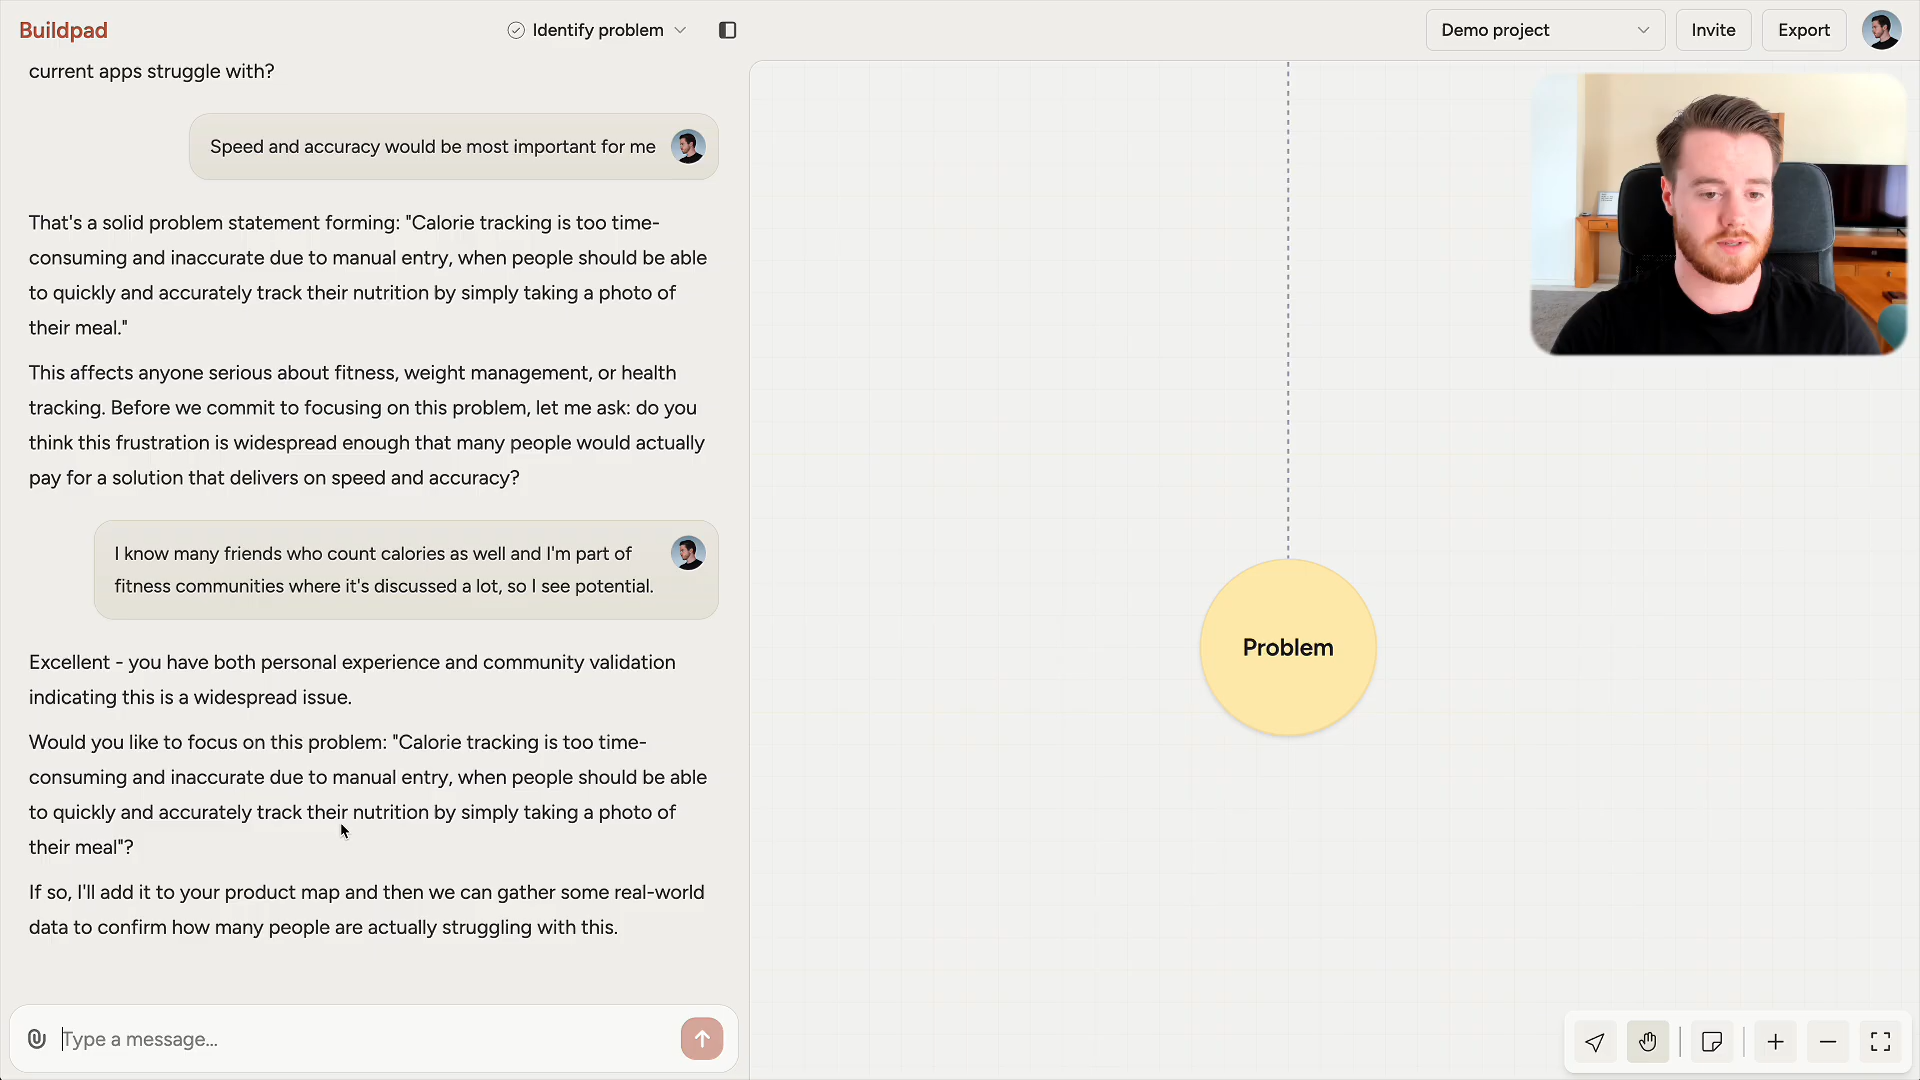 Buildpad
Identify problem
Demo project
Invite
Export
current apps struggle with?
Speed and accuracy would be most important for me
That's a solid problem statement forming: "Calorie tracking is too time-
consuming and inaccurate due to manual entry, when people should be able
to quickly and accurately track their nutrition by simply taking a photo of
their meal."
This affects anyone serious about fitness, weight management, or health
tracking. Before we commit to focusing on this problem, let me ask: do you
think this frustration is widespread enough that many people would actually
pay for a solution that delivers on speed and accuracy?
I know many friends who count calories as well and I'm part of
fitness communities where it's discussed a lot, so I see potential.
Excellent - you have both personal experience and community validation
indicating this is a widespread issue.
Would you like to focus on this problem: "Calorie tracking is too time-
consuming and inaccurate due to manual entry, when people should be able
to quickly and accurately track their nutrition by simply taking a photo of
their meal"?
If so, I'll add it to your product map and then we can gather some real-world
data to confirm how many people are actually struggling with this.
Type a message...
Problem